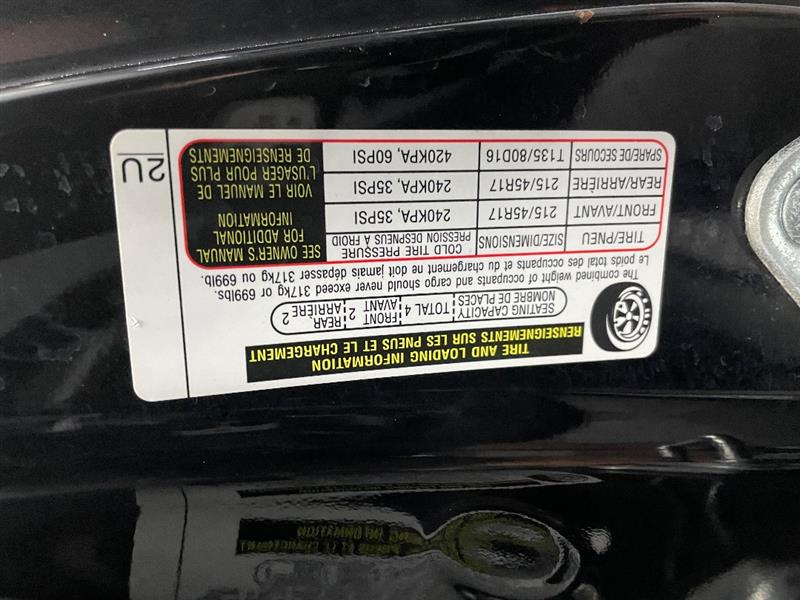 TIRE AND LOADING INFORMATION
RENSEIGNEMENTS SUR LES PNEUS ET LE CHARGEMENT
SEATING CAPACITY
NOMBRE DE PLACES
TOTAL 4
FRONT
AVANT 2
REAR
ARRIÈRE 2
The combined weight of occupants and cargo should never exceed 317kg or 699lbs.
Le poids total des occupants et du chargement ne doit jamais dépasser 317kg ou 699lb.
TIRE/PNEU
SIZE/DIMENSIONS
COLD TIRE PRESSURE
PRESSION DESPNEUS À FROID
FRONT/AVANT
215/45R17
240KPA, 35PSI
REAR/ARRIÈRE
215/45R17
240KPA, 35PSI
SPARE/DE SECOURS
T135/80D16
420KPA, 60PSI
SEE OWNER'S MANUAL
FOR ADDITIONAL
INFORMATION
VOIR LE MANUEL DE
L'USAGER POUR PLUS
DE RENSEIGNEMENTS
2U